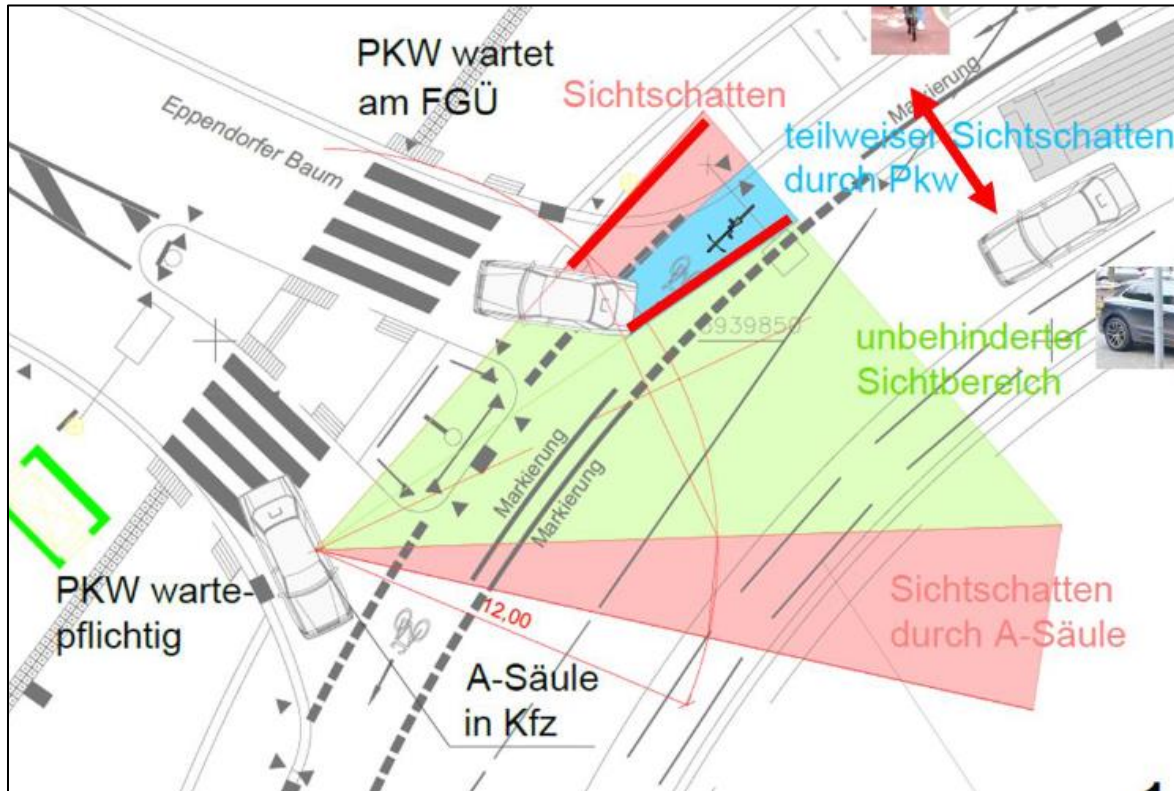 PKW wartet
am FGÜ
Eppendorfer Baum
Sichtschatten
Markierung
teilweiser Sichtschatten
durch Pkw
5939850
unbehinderter
Sichtbereich
Markierung
Markierung
PKW warte-
pflichtig
12,00
A-Säule
in Kfz
Sichtschatten
durch A-Säule